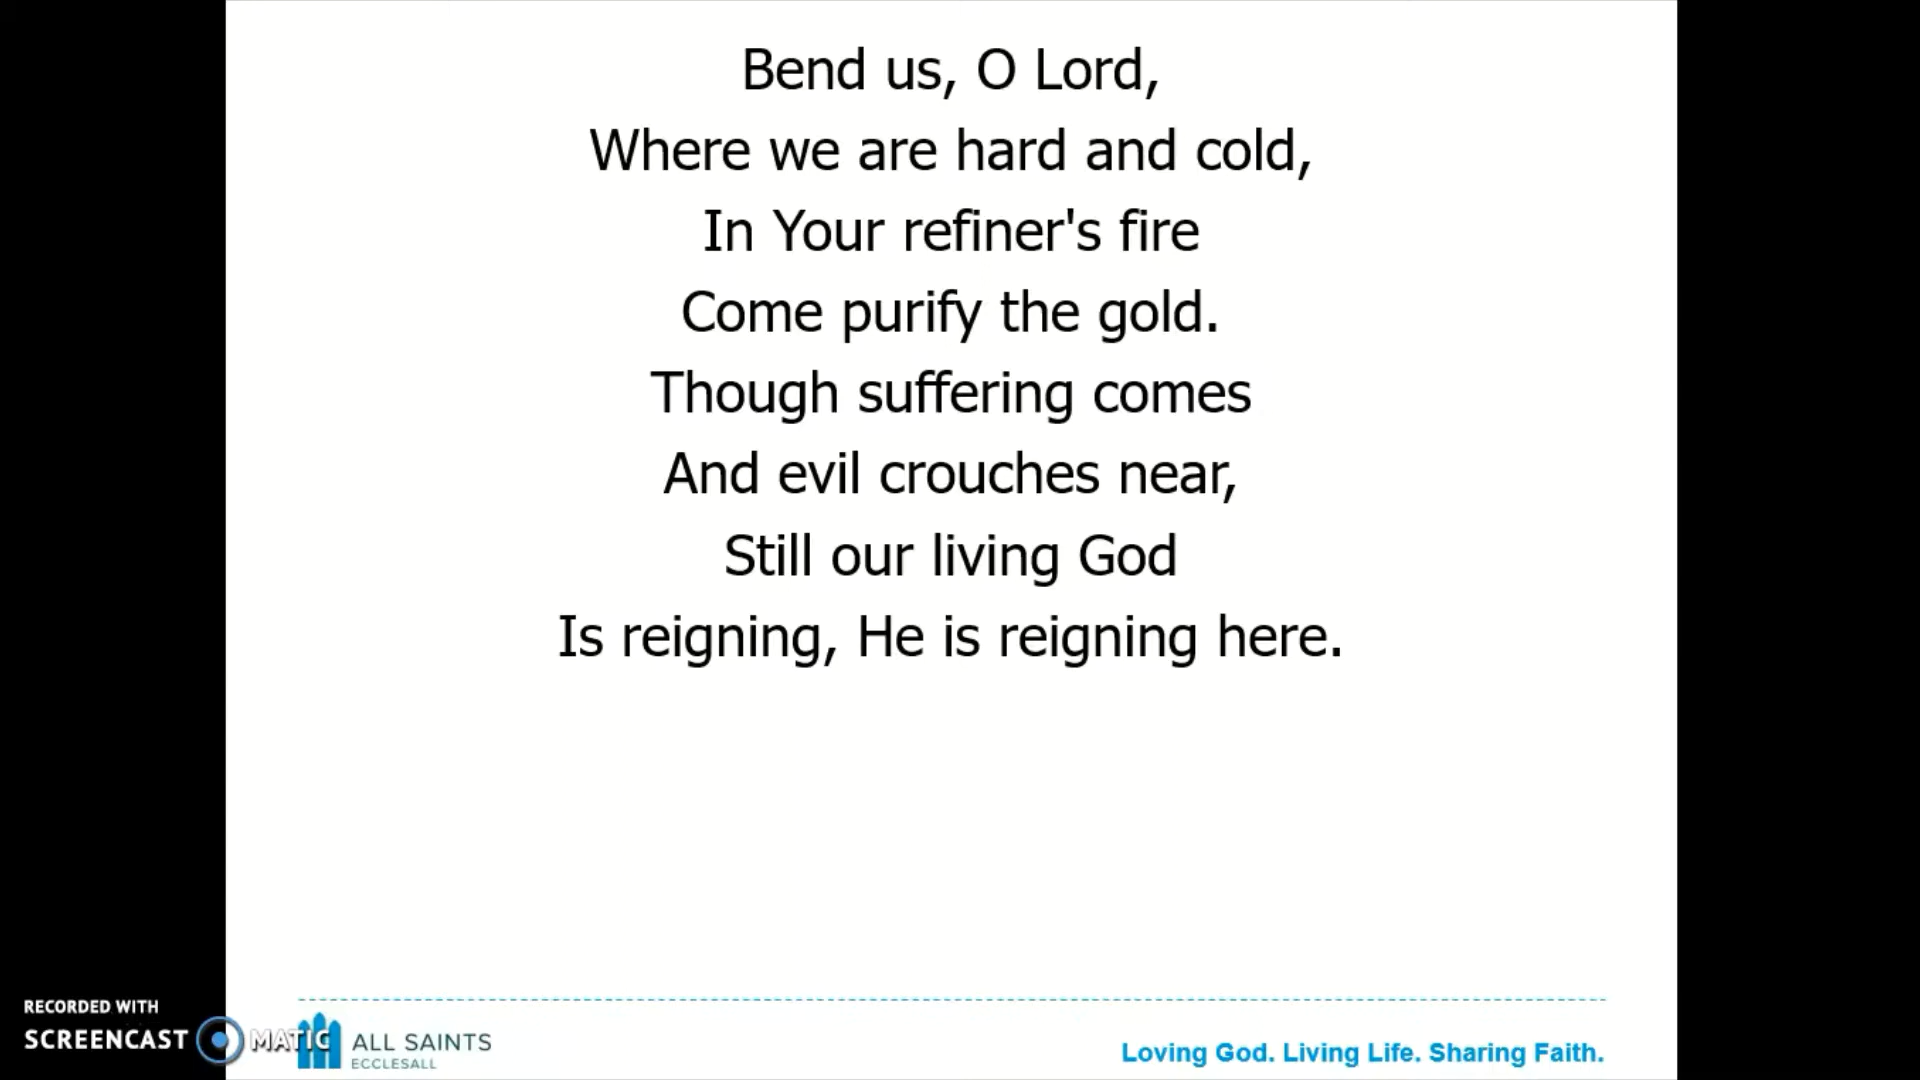 Bend us, O Lord,
Where we are hard and cold,
In Your refiner's fire
Come purify the gold.
Though suffering comes
And evil crouches near,
Still our living God
Is reigning, He is reigning here.
RECORDED WITH
SCREENCAST MATIC
ALL SAINTS
ECCLESALL
Loving God. Living Life. Sharing Faith.